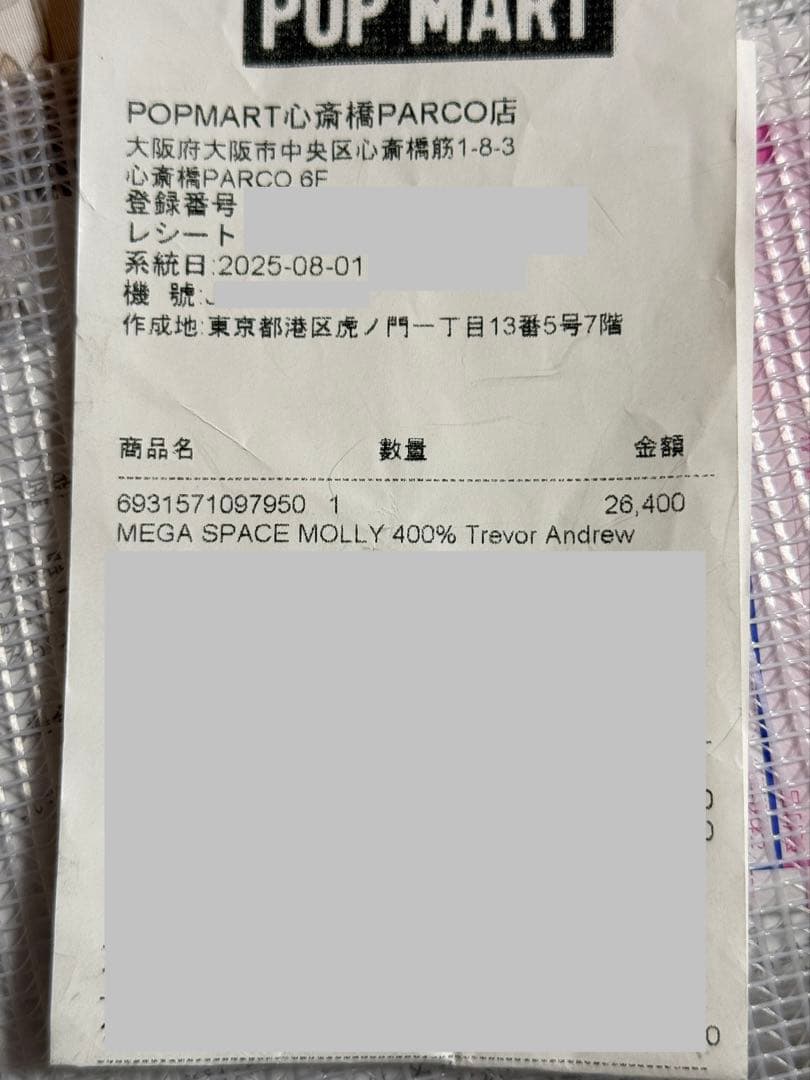 POP MART
POPMART心斎橋PARCO店
大阪府大阪市中央区心斎橋筋1-8-3
心斎橋PARCO 6F
登録番号
レシート
系統日:2025-08-01
機 號:
作成地:東京都港区虎ノ門一丁目13番5号7階
商品名 數量 金額
6931571097950 1 26,400
MEGA SPACE MOLLY 400% Trevor Andrew